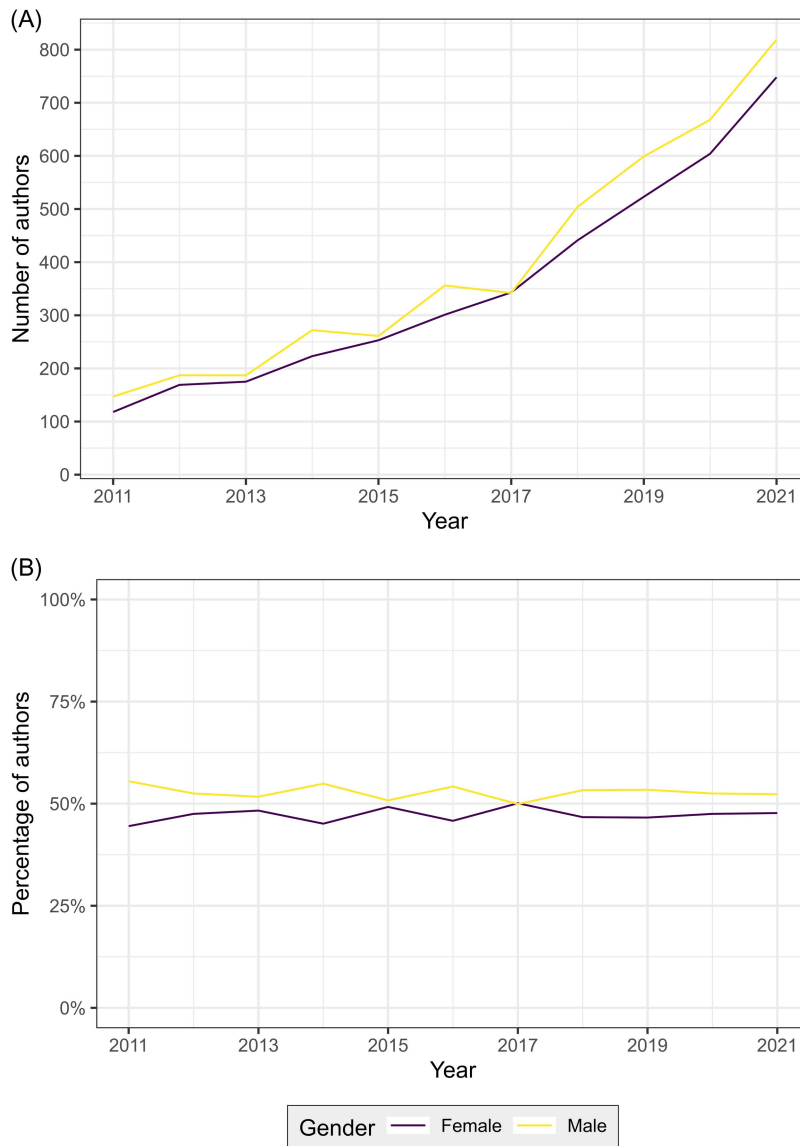 (A)
800
700
600
500
400
300
200
100
0
Number of authors
2011 2013 2015 2017 2019 2021
Year
(B)
100%
75%
50%
25%
0%
Percentage of authors
2011 2013 2015 2017 2019 2021
Year
Gender Female Male